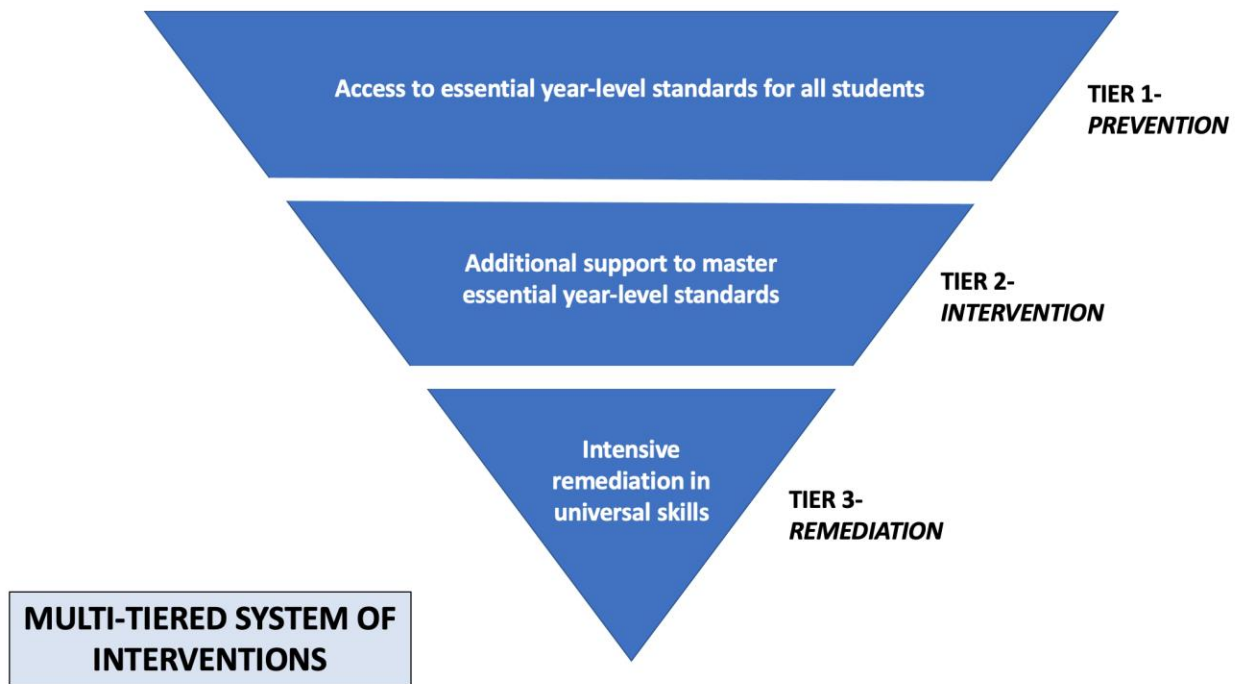 Access to essential year-level standards for all students
TIER 1-
PREVENTION
Additional support to master
essential year-level standards
TIER 2-
INTERVENTION
Intensive
remediation in
universal skills
TIER 3-
REMEDIATION
MULTI-TIERED SYSTEM OF
INTERVENTIONS